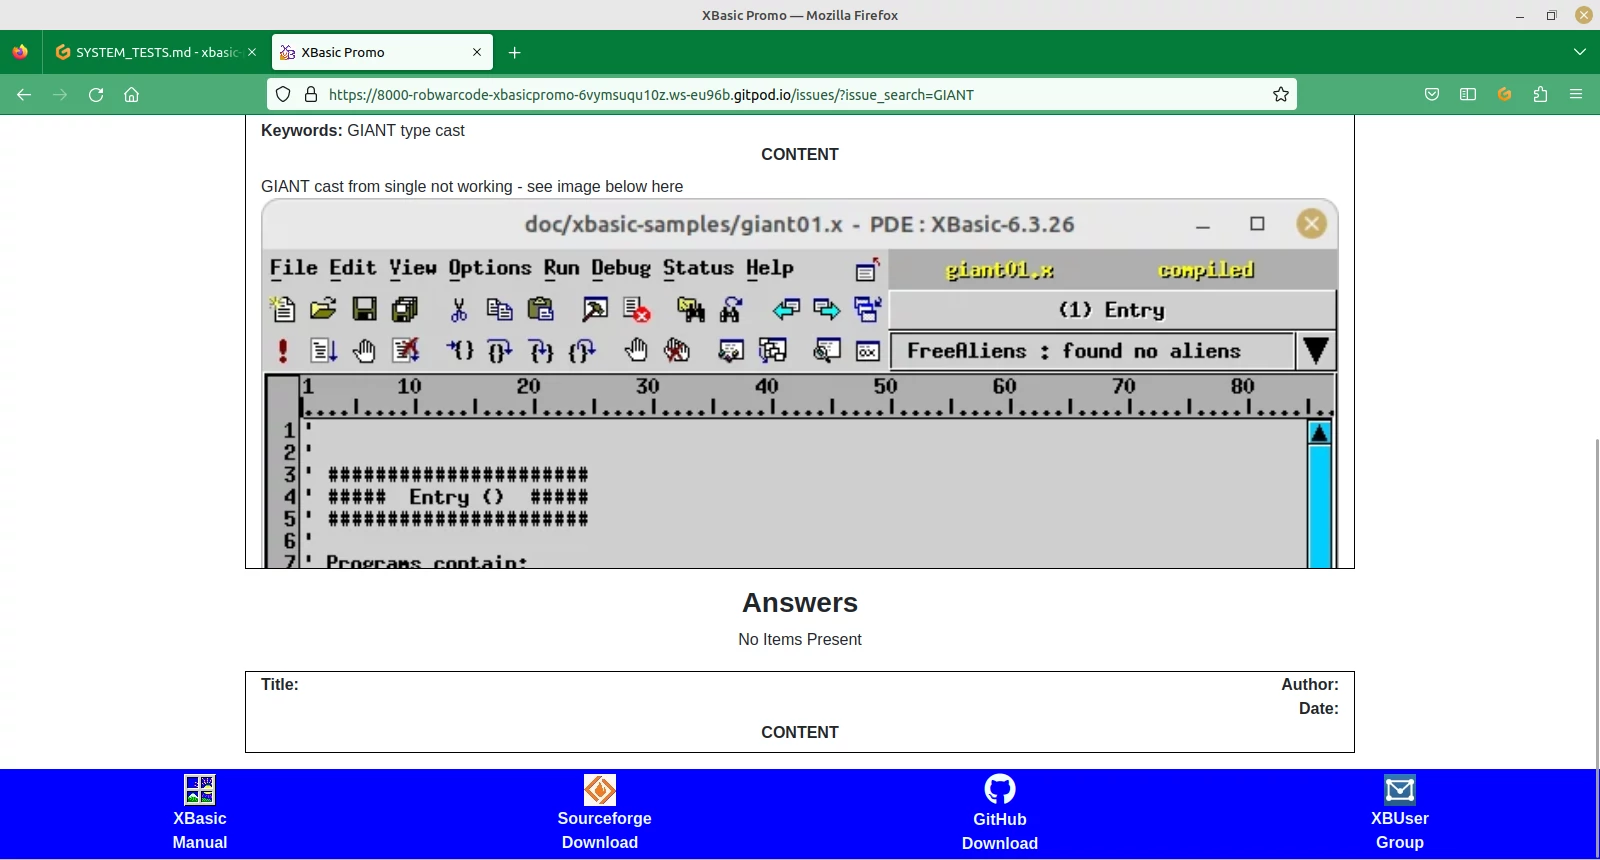 XBasic Promo — Mozilla Firefox
SYSTEM_TESTS.md - xbasic-
XBasic Promo
https://8000-robwarcode-xbasicpromo-6vymsuqu10z.ws-eu96b.gitpod.io/issues/?issue_search=GIANT
Keywords: GIANT type cast
CONTENT
GIANT cast from single not working - see image below here
doc/xbasic-samples/giant01.x - PDE : XBasic-6.3.26
File Edit View Options Run Debug Status Help
giant01.x compiled
(1) Entry
FreeAliens : found no aliens
1 10 20 30 40 50 60 70 80
1 '
2 '
3 ' ######################
4 ' ##### Entry () #####
5 ' ######################
6 '
7 ' Programs contain:
Answers
No Items Present
Title: Author:
Date:
CONTENT
XBasic
Manual
Sourceforge
Download
GitHub
Download
XBUser
Group